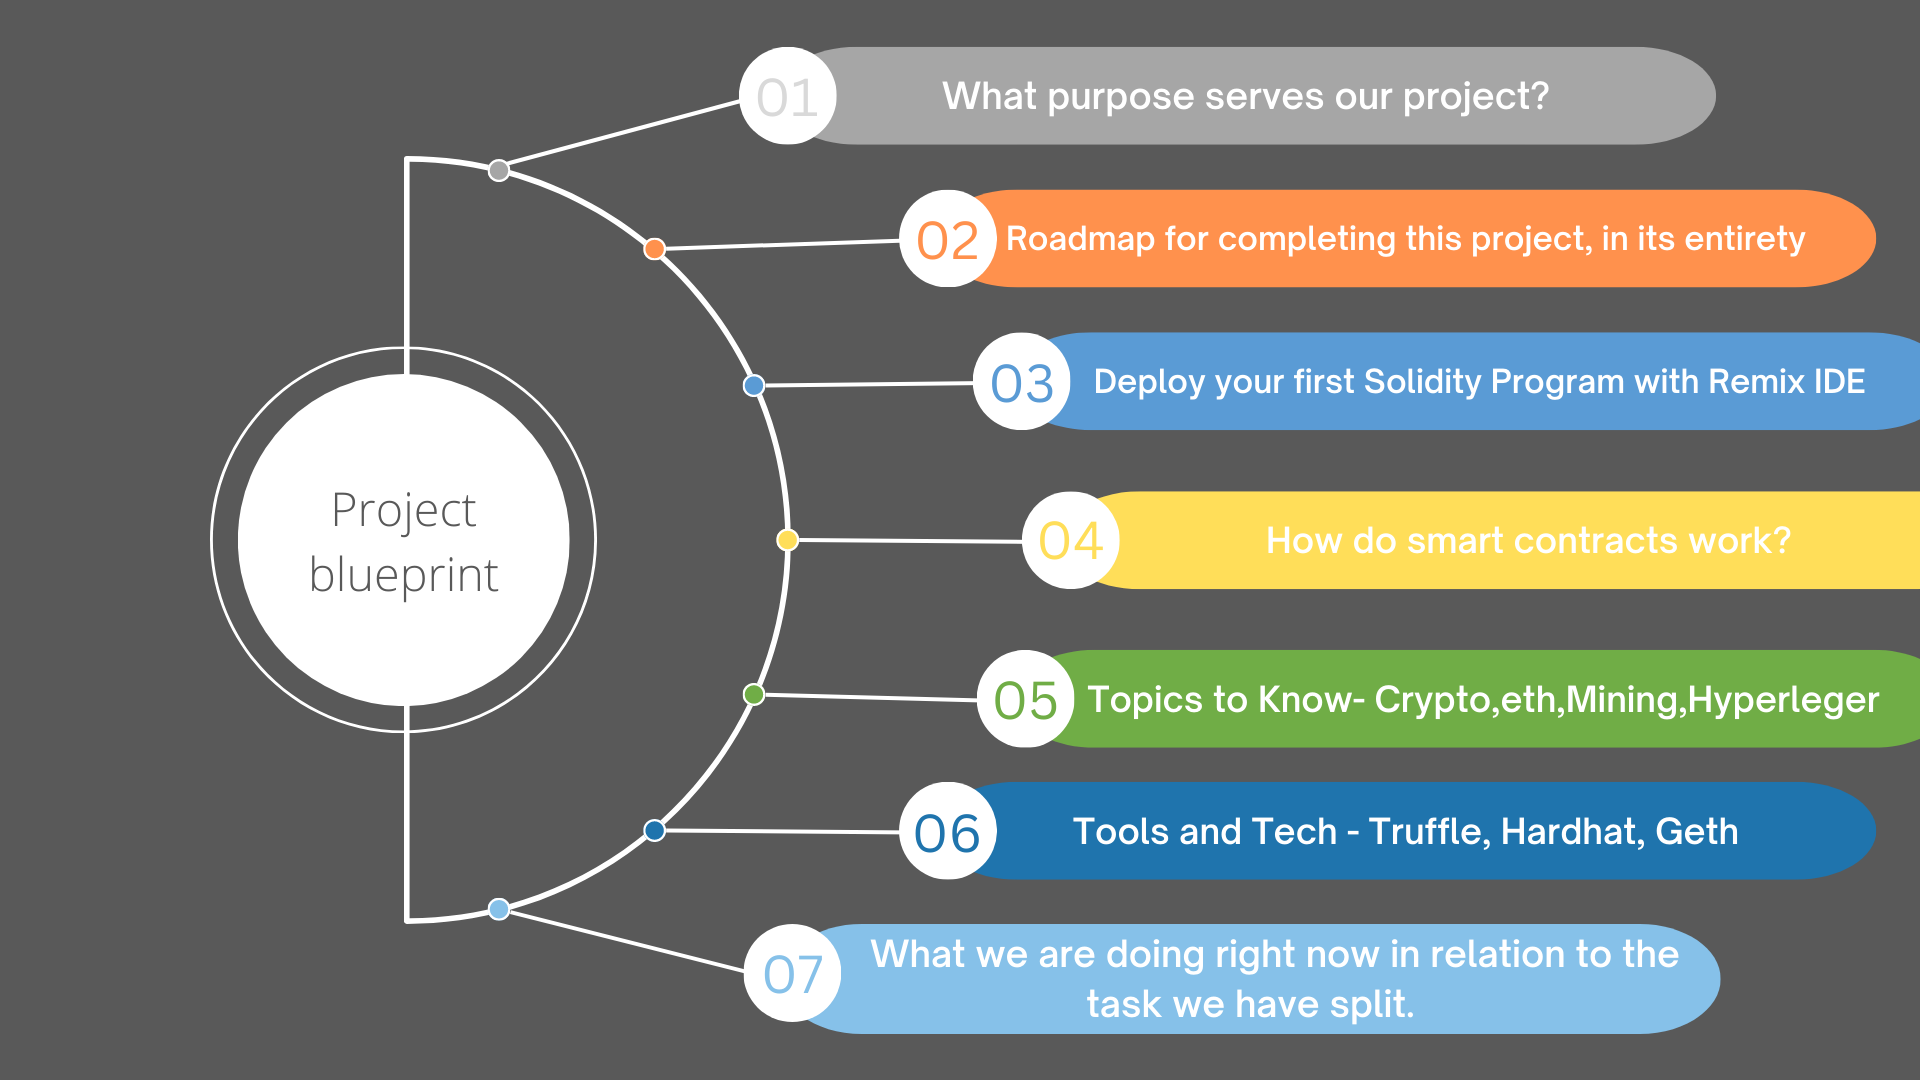 01
What purpose serves our project?
02
Roadmap for completing this project, in its entirety
03
Deploy your first Solidity Program with Remix IDE
Project
blueprint
04
How do smart contracts work?
05
Topics to Know- Crypto,eth,Mining,Hyperleger
06
Tools and Tech - Truffle, Hardhat, Geth
07
What we are doing right now in relation to the
task we have split.